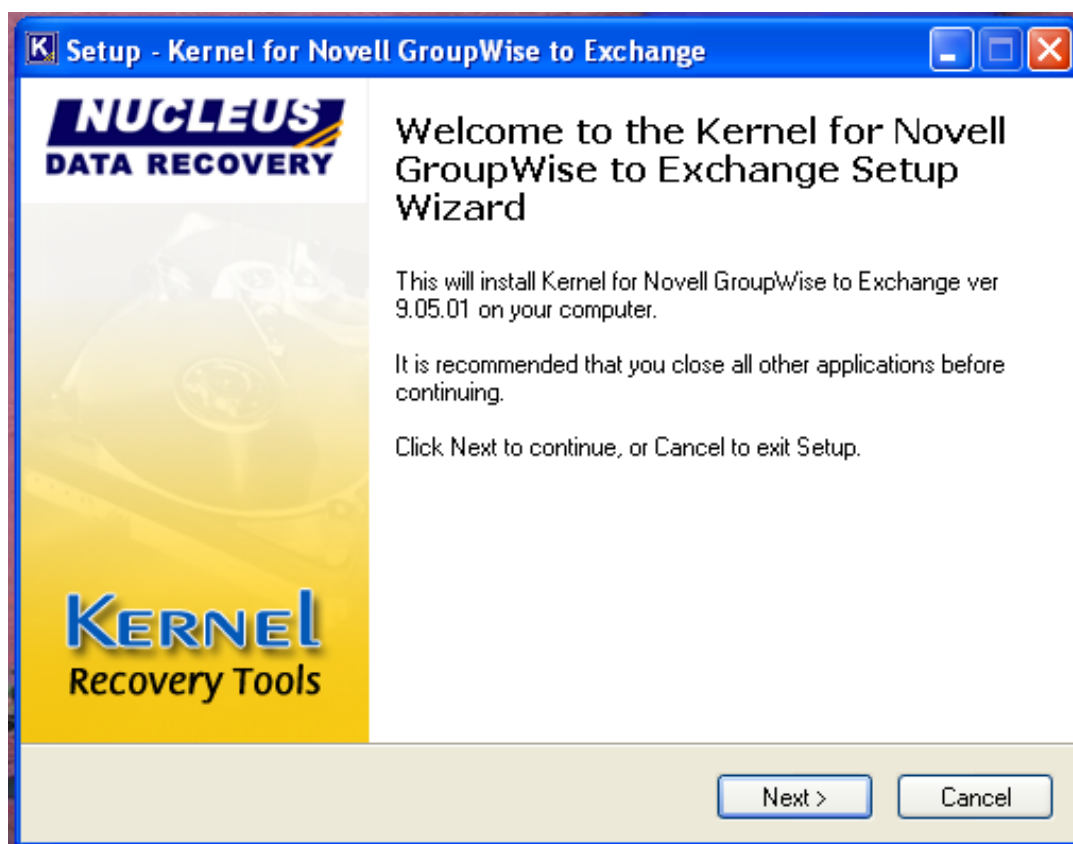 Setup - Kernel for Novell GroupWise to Exchange
NUCLEUS
DATA RECOVERY
Welcome to the Kernel for Novell
GroupWise to Exchange Setup
Wizard
This will install Kernel for Novell GroupWise to Exchange ver
9.05.01 on your computer.
It is recommended that you close all other applications before
continuing.
Click Next to continue, or Cancel to exit Setup.
KERNEL
Recovery Tools
Next >
Cancel